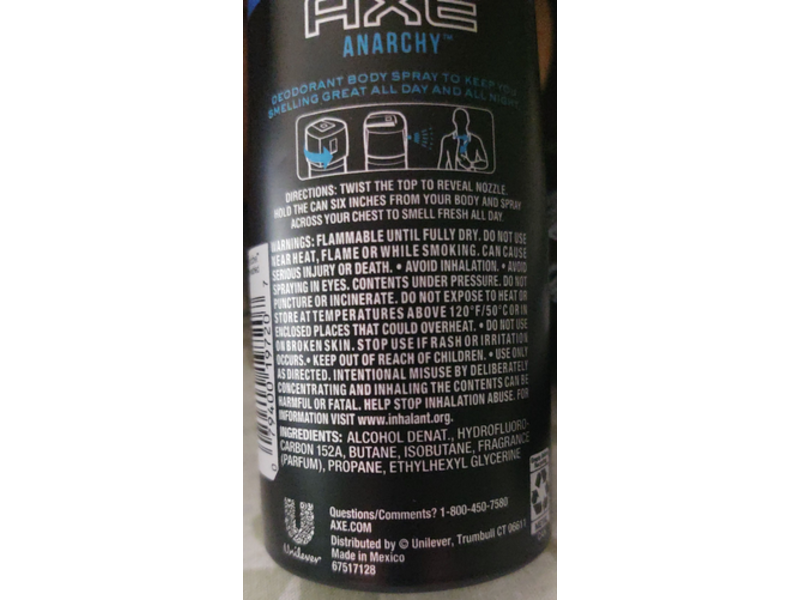 AXE
ANARCHY™
DEODORANT BODY SPRAY TO KEEP YOU
SMELLING GREAT ALL DAY AND ALL NIGHT
DIRECTIONS: TWIST THE TOP TO REVEAL NOZZLE.
HOLD THE CAN SIX INCHES FROM YOUR BODY AND SPRAY
ACROSS YOUR CHEST TO SMELL FRESH ALL DAY.
WARNINGS: FLAMMABLE UNTIL FULLY DRY. DO NOT USE
NEAR HEAT, FLAME OR WHILE SMOKING. CAN CAUSE
SERIOUS INJURY OR DEATH. • AVOID INHALATION. • AVOID
SPRAYING IN EYES. CONTENTS UNDER PRESSURE. DO NOT
PUNCTURE OR INCINERATE. DO NOT EXPOSE TO HEAT OR
STORE AT TEMPERATURES ABOVE 120°F/50°C OR IN
ENCLOSED PLACES THAT COULD OVERHEAT. • DO NOT USE
ON BROKEN SKIN. STOP USE IF RASH OR IRRITATION
OCCURS. • KEEP OUT OF REACH OF CHILDREN. • USE ONLY
AS DIRECTED. INTENTIONAL MISUSE BY DELIBERATELY
CONCENTRATING AND INHALING THE CONTENTS CAN BE
HARMFUL OR FATAL. HELP STOP INHALATION ABUSE. FOR
INFORMATION VISIT www.inhalant.org.
INGREDIENTS: ALCOHOL DENAT., HYDROFLUORO-
CARBON 152A, BUTANE, ISOBUTANE, FRAGRANCE
(PARFUM), PROPANE, ETHYLHEXYL GLYCERINE
0 79400 19720 7
Unilever
Questions/Comments? 1-800-450-7580
AXE.COM
Distributed by © Unilever, Trumbull CT 06611
Made in Mexico
67517128